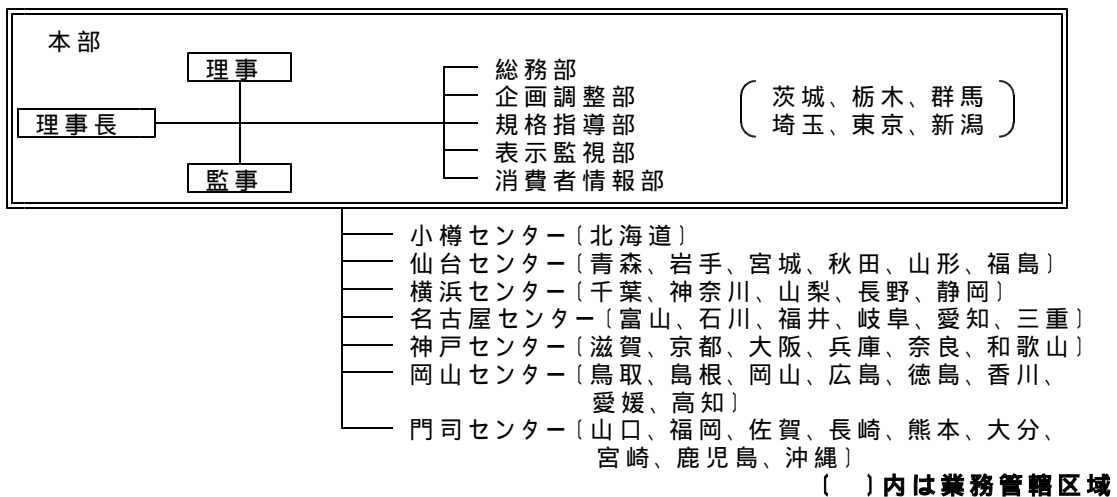 本部
理事
理事長
監事
総務部
企画調整部
規格指導部
表示監視部
消費者情報部
茨城、栃木、群馬
埼玉、東京、新潟
小樽センター〔北海道〕
仙台センター〔青森、岩手、宮城、秋田、山形、福島〕
横浜センター〔千葉、神奈川、山梨、長野、静岡〕
名古屋センター〔富山、石川、福井、岐阜、愛知、三重〕
神戸センター〔滋賀、京都、大阪、兵庫、奈良、和歌山〕
岡山センター〔鳥取、島根、岡山、広島、徳島、香川、
愛媛、高知〕
門司センター〔山口、福岡、佐賀、長崎、熊本、大分、
宮崎、鹿児島、沖縄〕
〔　〕内は業務管轄区域